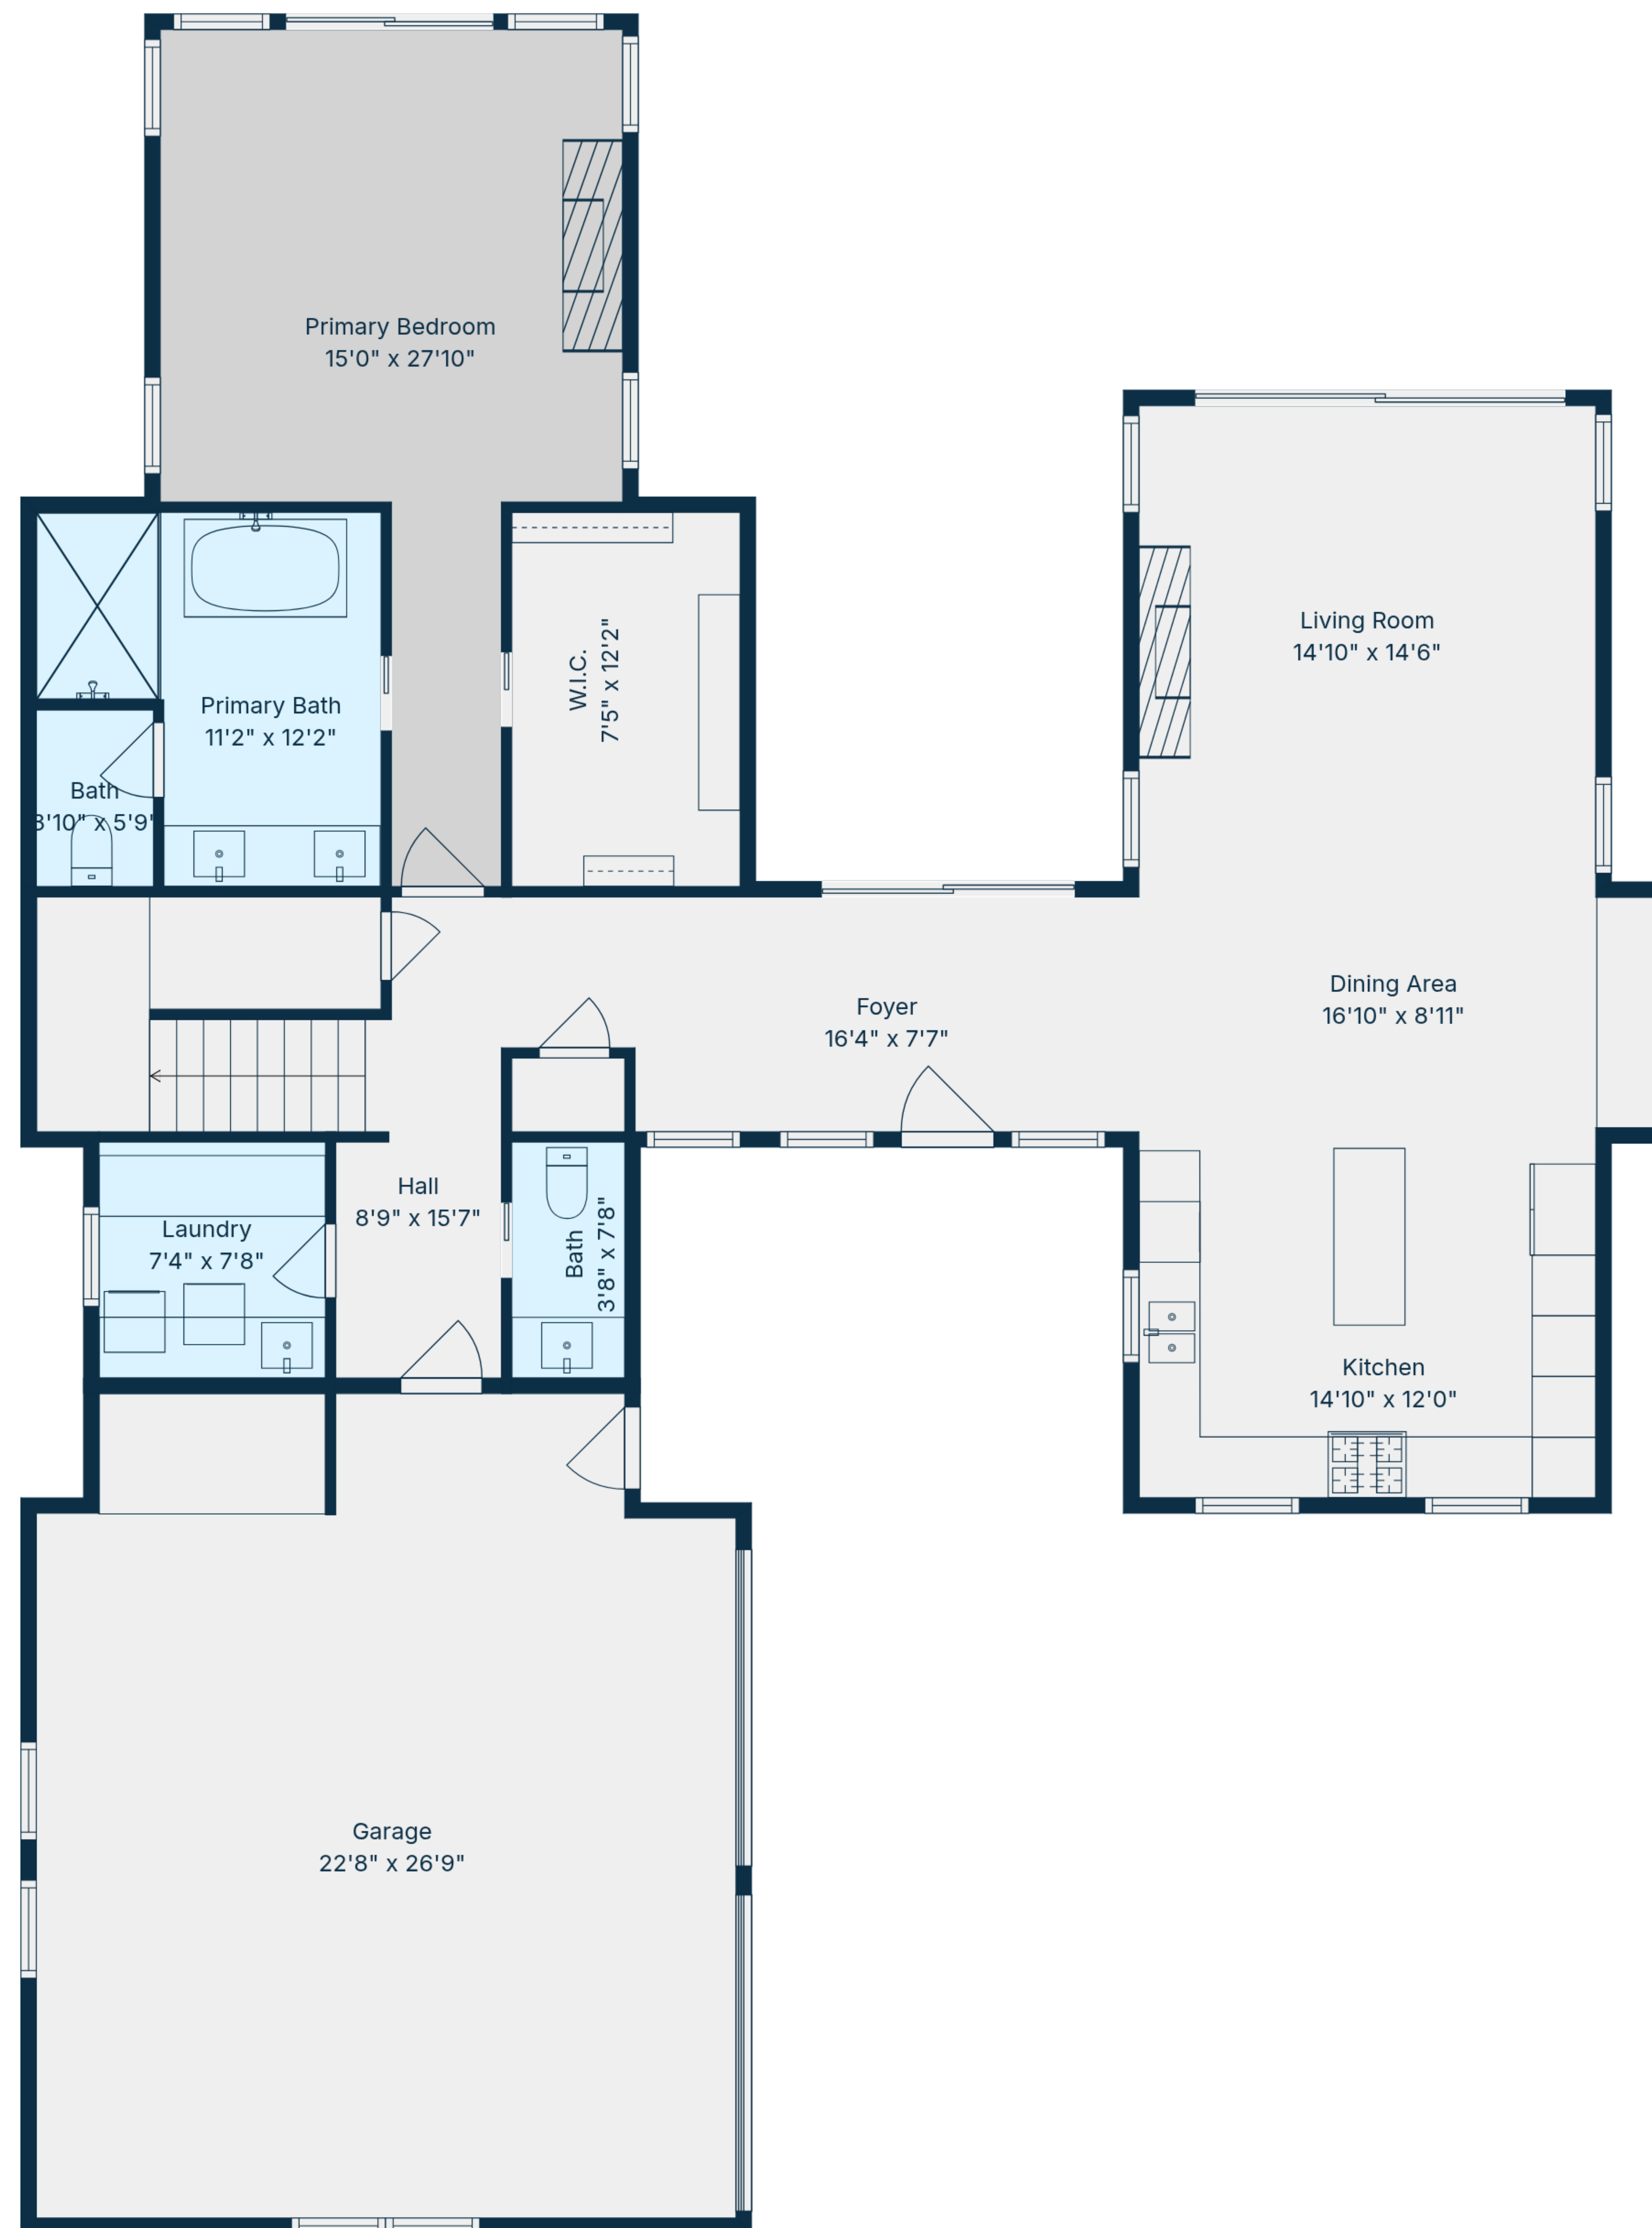 Primary Bedroom
15'0" x 27'10"
Living Room
14'10" x 14'6"
W.I.C.
7'5" x 12'2"
Primary Bath
11'2" x 12'2"
Bath
3'10" x 5'9"
Dining Area
16'10" x 8'11"
Foyer
16'4" x 7'7"
Hall
8'9" x 15'7"
Laundry
7'4" x 7'8"
Bath
3'8" x 7'8"
Kitchen
14'10" x 12'0"
Garage
22'8" x 26'9"